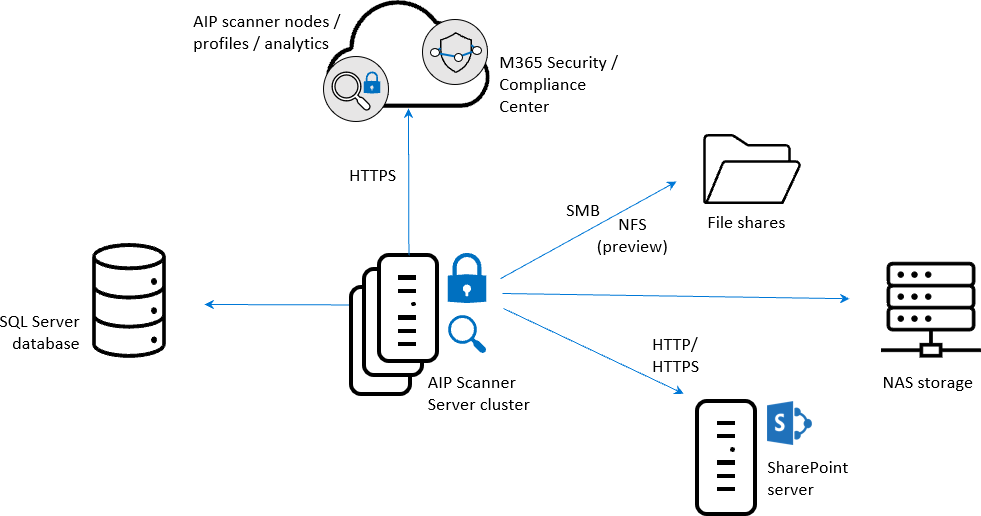 AIP scanner nodes /
profiles / analytics
M365 Security /
Compliance
Center
HTTPS
SMB
NFS
(preview)
File shares
SQL Server
database
AIP Scanner
Server cluster
HTTP/
HTTPS
NAS storage
S
SharePoint
server